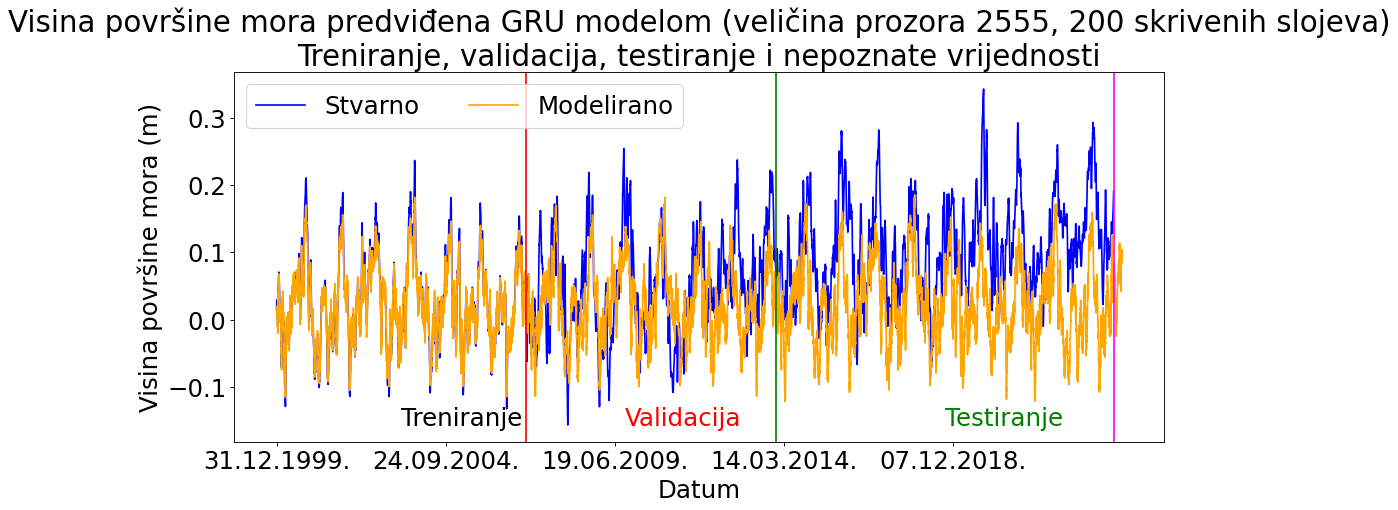 Visina površine mora predviđena GRU modelom (veličina prozora 2555, 200 skrivenih slojeva)
Treniranje, validacija, testiranje i nepoznate vrijednosti
Stvarno Modelirano
Visina površine mora (m)
0.3
0.2
0.1
0.0
−0.1
Treniranje Validacija Testiranje
31.12.1999. 24.09.2004. 19.06.2009. 14.03.2014. 07.12.2018.
Datum